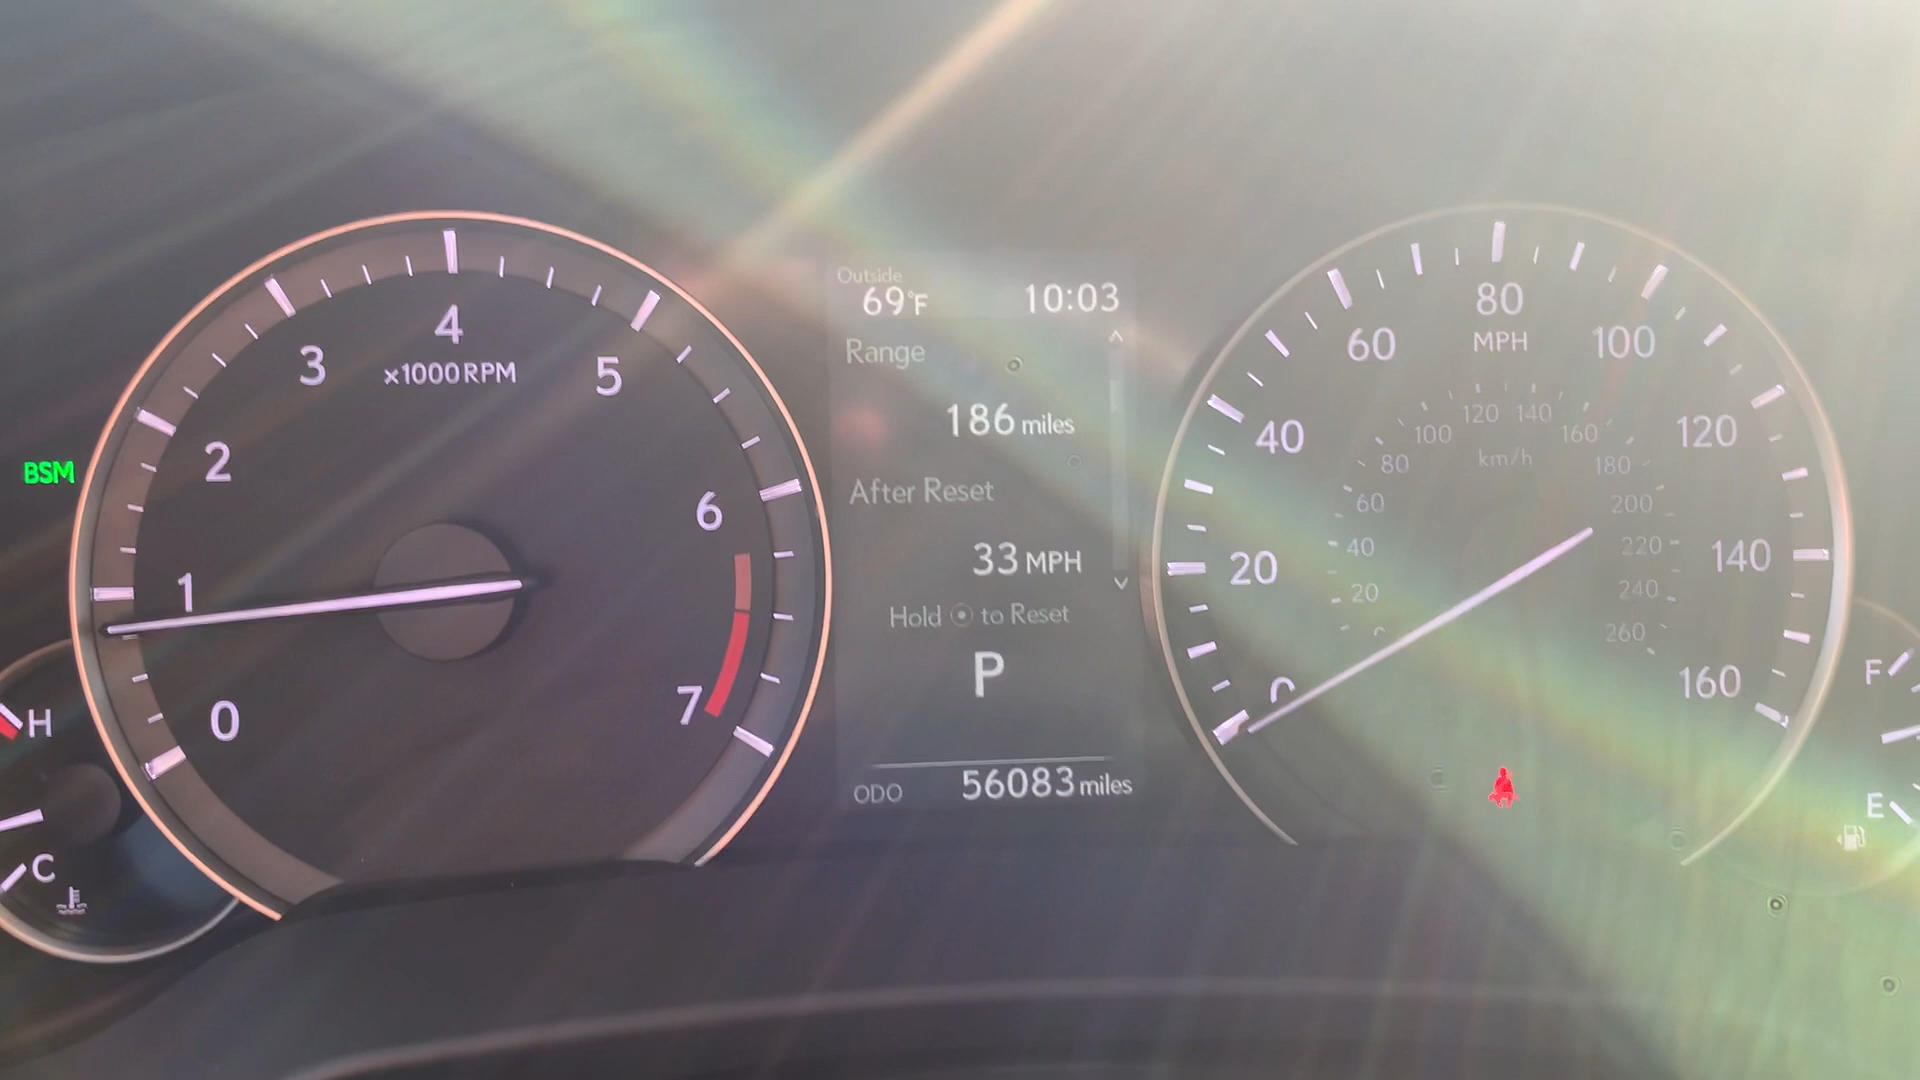 Outside
69°F 10:03
Range
186 miles
After Reset
33 MPH
Hold to Reset
P
ODO 56083 miles
BSM
0
1
2
3
4
5
6
7
×1000 RPM
H
C
0
20
40
60
80
100
120
140
160
MPH
20
40
60
80
100
120
140
160
180
200
220
240
260
km/h
F
E